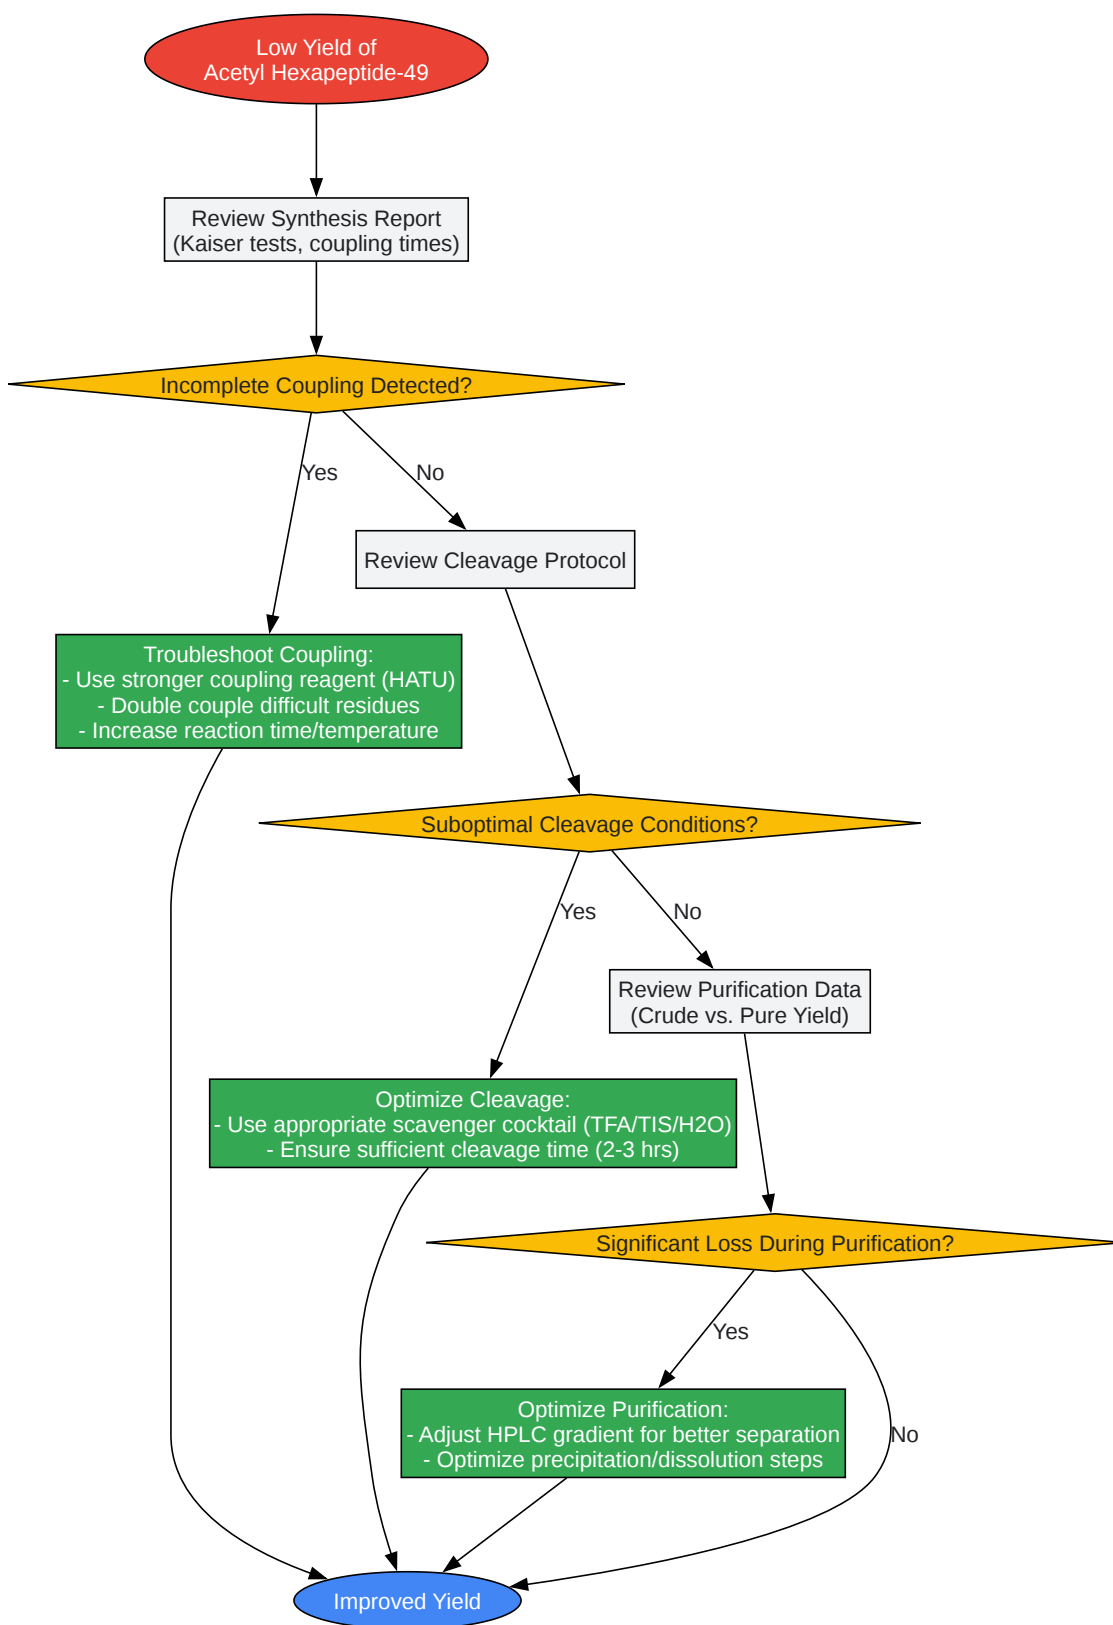 Low Yield of
Acetyl Hexapeptide-49
Review Synthesis Report
(Kaiser tests, coupling times)
Incomplete Coupling Detected?
Yes
No
Review Cleavage Protocol
Troubleshoot Coupling:
- Use stronger coupling reagent (HATU)
- Double couple difficult residues
- Increase reaction time/temperature
Suboptimal Cleavage Conditions?
Yes
No
Review Purification Data
(Crude vs. Pure Yield)
Optimize Cleavage:
- Use appropriate scavenger cocktail (TFA/TIS/H2O)
- Ensure sufficient cleavage time (2-3 hrs)
Significant Loss During Purification?
Yes
No
Optimize Purification:
- Adjust HPLC gradient for better separation
- Optimize precipitation/dissolution steps
Improved Yield